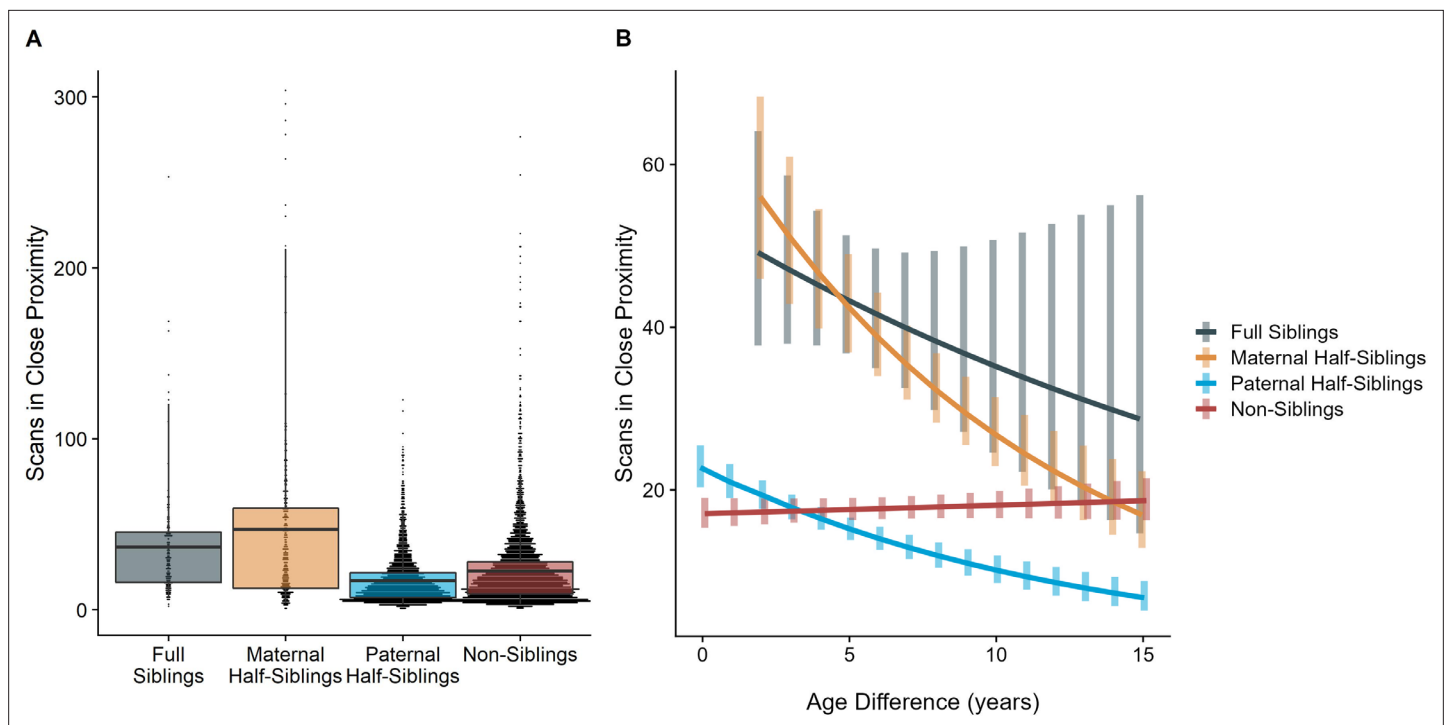 A
Scans in Close Proximity
300
200
100
0
Full
Siblings
Maternal
Half-Siblings
Paternal
Half-Siblings
Non-Siblings
B
Scans in Close Proximity
60
40
20
0
5
10
15
Age Difference (years)
Full Siblings
Maternal Half-Siblings
Paternal Half-Siblings
Non-Siblings